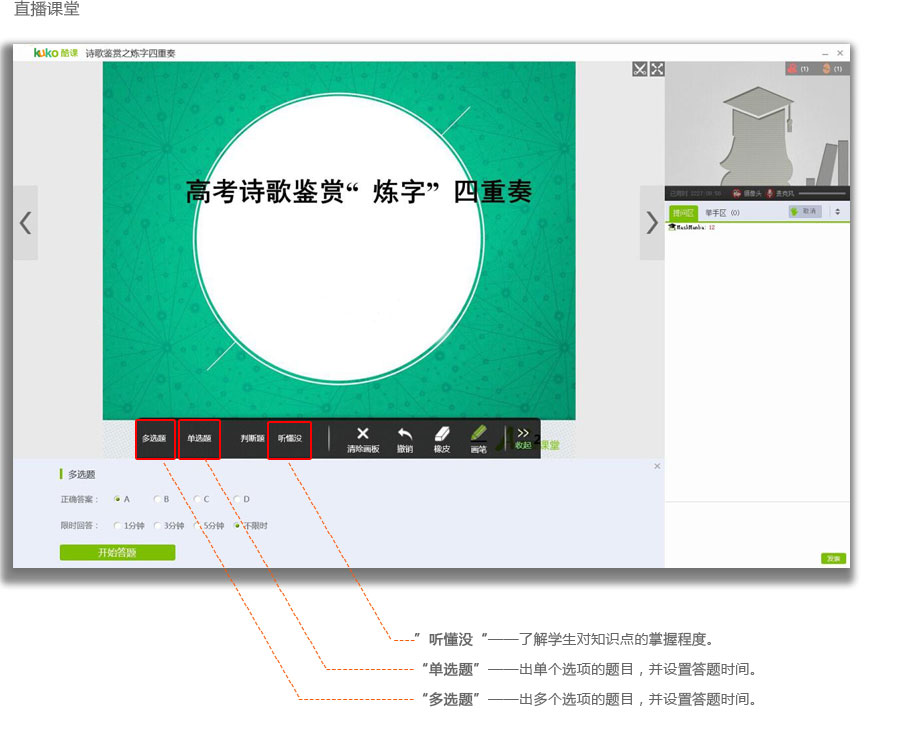 直播课堂
kuko 酷课 诗歌鉴赏之炼字四重奏
(1) (1)
高考诗歌鉴赏“炼字”四重奏
摄像头 麦克风
提问区 举手区 (0) 取消
12
多选题 单选题 判断题 听懂没 清除画板 撤销 橡皮 画笔 收起
课堂
多选题
正确答案： A B C D
限时回答： 1分钟 3分钟 5分钟 不限时
开始答题
发送
”听懂没“——了解学生对知识点的掌握程度。
“单选题”——出单个选项的题目，并设置答题时间。
“多选题”——出多个选项的题目，并设置答题时间。